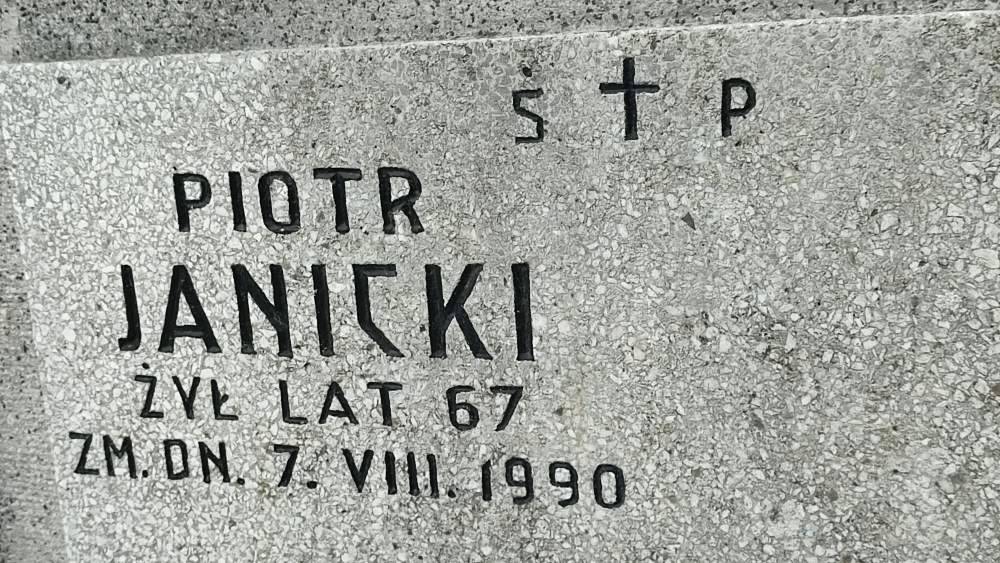 Ś † P
PIOTR
JANICKI
ŻYŁ LAT 67
ZM. DN. 7. VIII. 1990